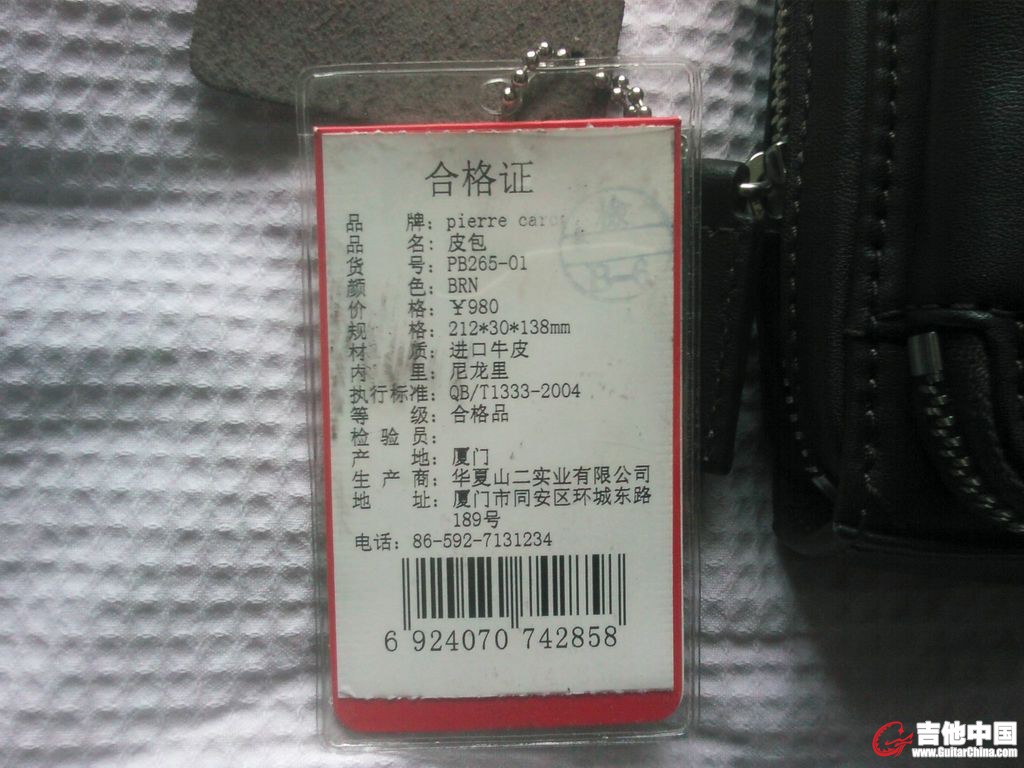 合格证
品 牌：pierre
品 名：皮包
货 号：PB265-01
颜 色：BRN
价 格：￥980
规 格：212*30*138mm
材 质：进口牛皮
内 里：尼龙里
执行标准：QB/T1333-2004
等 级：合格品
检 验 员：
产 地：厦门
生 产 商：华夏山二实业有限公司
地 址：厦门市同安区环城东路
189号
电话：86-592-7131234
6 924070 742858
吉他中国
www.GuitarChina.com